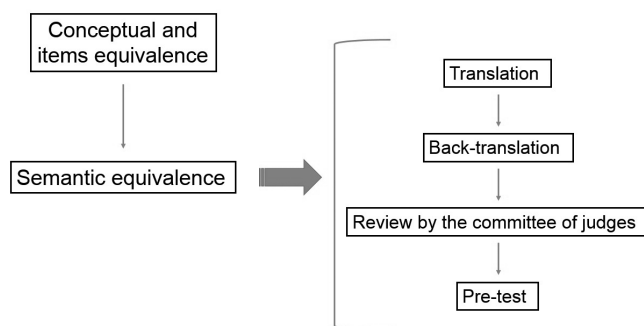 Conceptual and
items equivalence
Semantic equivalence
Translation
Back-translation
Review by the committee of judges
Pre-test